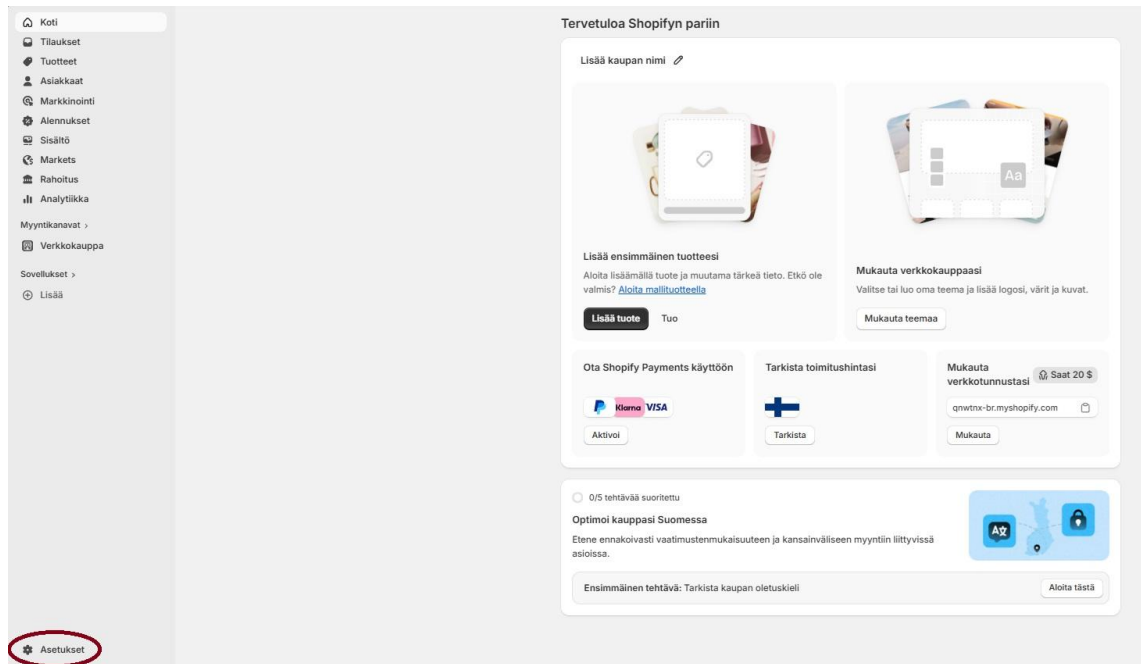 Koti
Tilaukset
Tuotteet
Asiakkaat
Markkinointi
Alennukset
Sisältö
Markets
Rahoitus
Analytiikka
Myyntikanavat ›
Verkkokauppa
Sovellukset ›
Lisää
Asetukset
Tervetuloa Shopifyn pariin
Lisää kaupan nimi
Lisää ensimmäinen tuotteesi
Aloita lisäämällä tuote ja muutama tärkeä tieto. Etkö ole
valmis? Aloita mallituotteella
Lisää tuote Tuo
Aa
Mukauta verkkokauppaasi
Valitse tai luo oma teema ja lisää logosi, värit ja kuvat.
Mukauta teemaa
Ota Shopify Payments käyttöön
P Klarna VISA
Aktivoi
Tarkista toimitushintasi
Tarkista
Mukauta
verkkotunnustasi
Saat 20 $
qnwtnx-br.myshopify.com
Mukauta
0/5 tehtävää suoritettu
Optimoi kauppasi Suomessa
Etene ennakoivasti vaatimustenmukaisuuteen ja kansainväliseen myyntiin liittyvissä
asioissa.
Ensimmäinen tehtävä: Tarkista kaupan oletuskieli
Aloita tästä